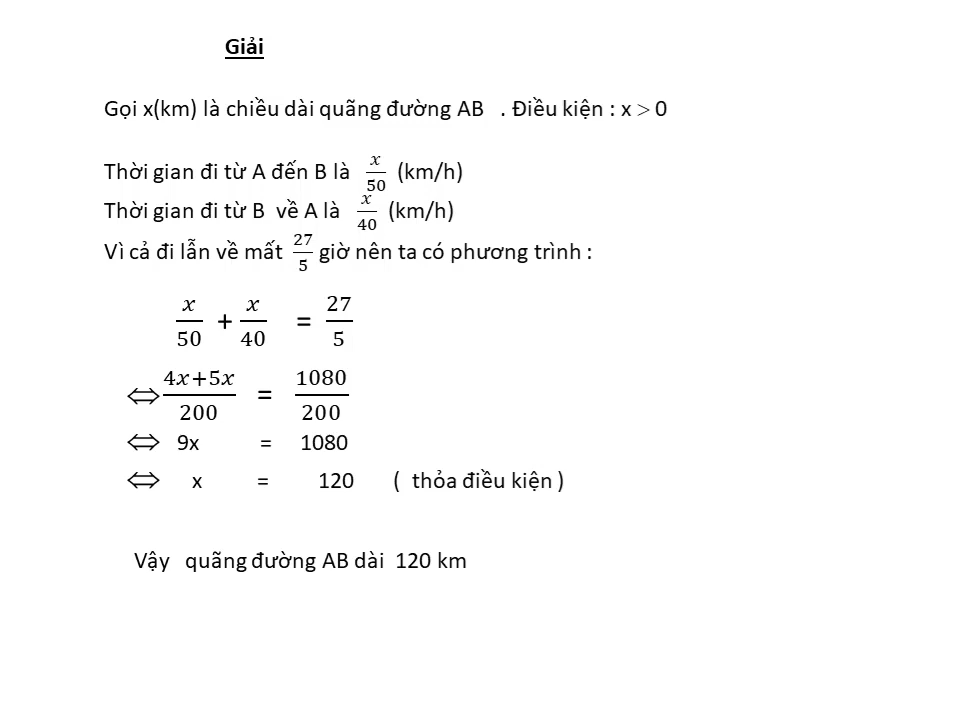 Giải
Gọi x(km) là chiều dài quãng đường AB . Điều kiện : x > 0
Thời gian đi từ A đến B là x/50 (km/h)
Thời gian đi từ B về A là x/40 (km/h)
Vì cả đi lẫn về mất 27/5 giờ nên ta có phương trình :
x/50 + x/40 = 27/5
⇔ (4x+5x)/200 = 1080/200
⇔ 9x = 1080
⇔ x = 120 ( thỏa điều kiện )
Vậy quãng đường AB dài 120 km